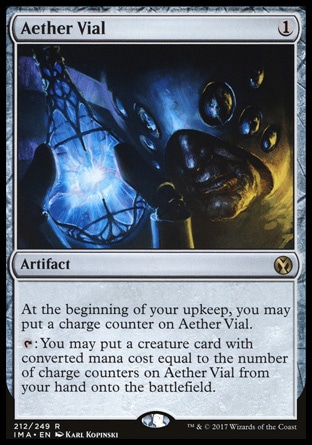 Aether Vial 1
Artifact
At the beginning of your upkeep, you may
put a charge counter on Aether Vial.
: You may put a creature card with
converted mana cost equal to the number
of charge counters on Aether Vial from
your hand onto the battlefield.
212/249 R
IMA • EN Karl Kopinski ™ & © 2017 Wizards of the Coast